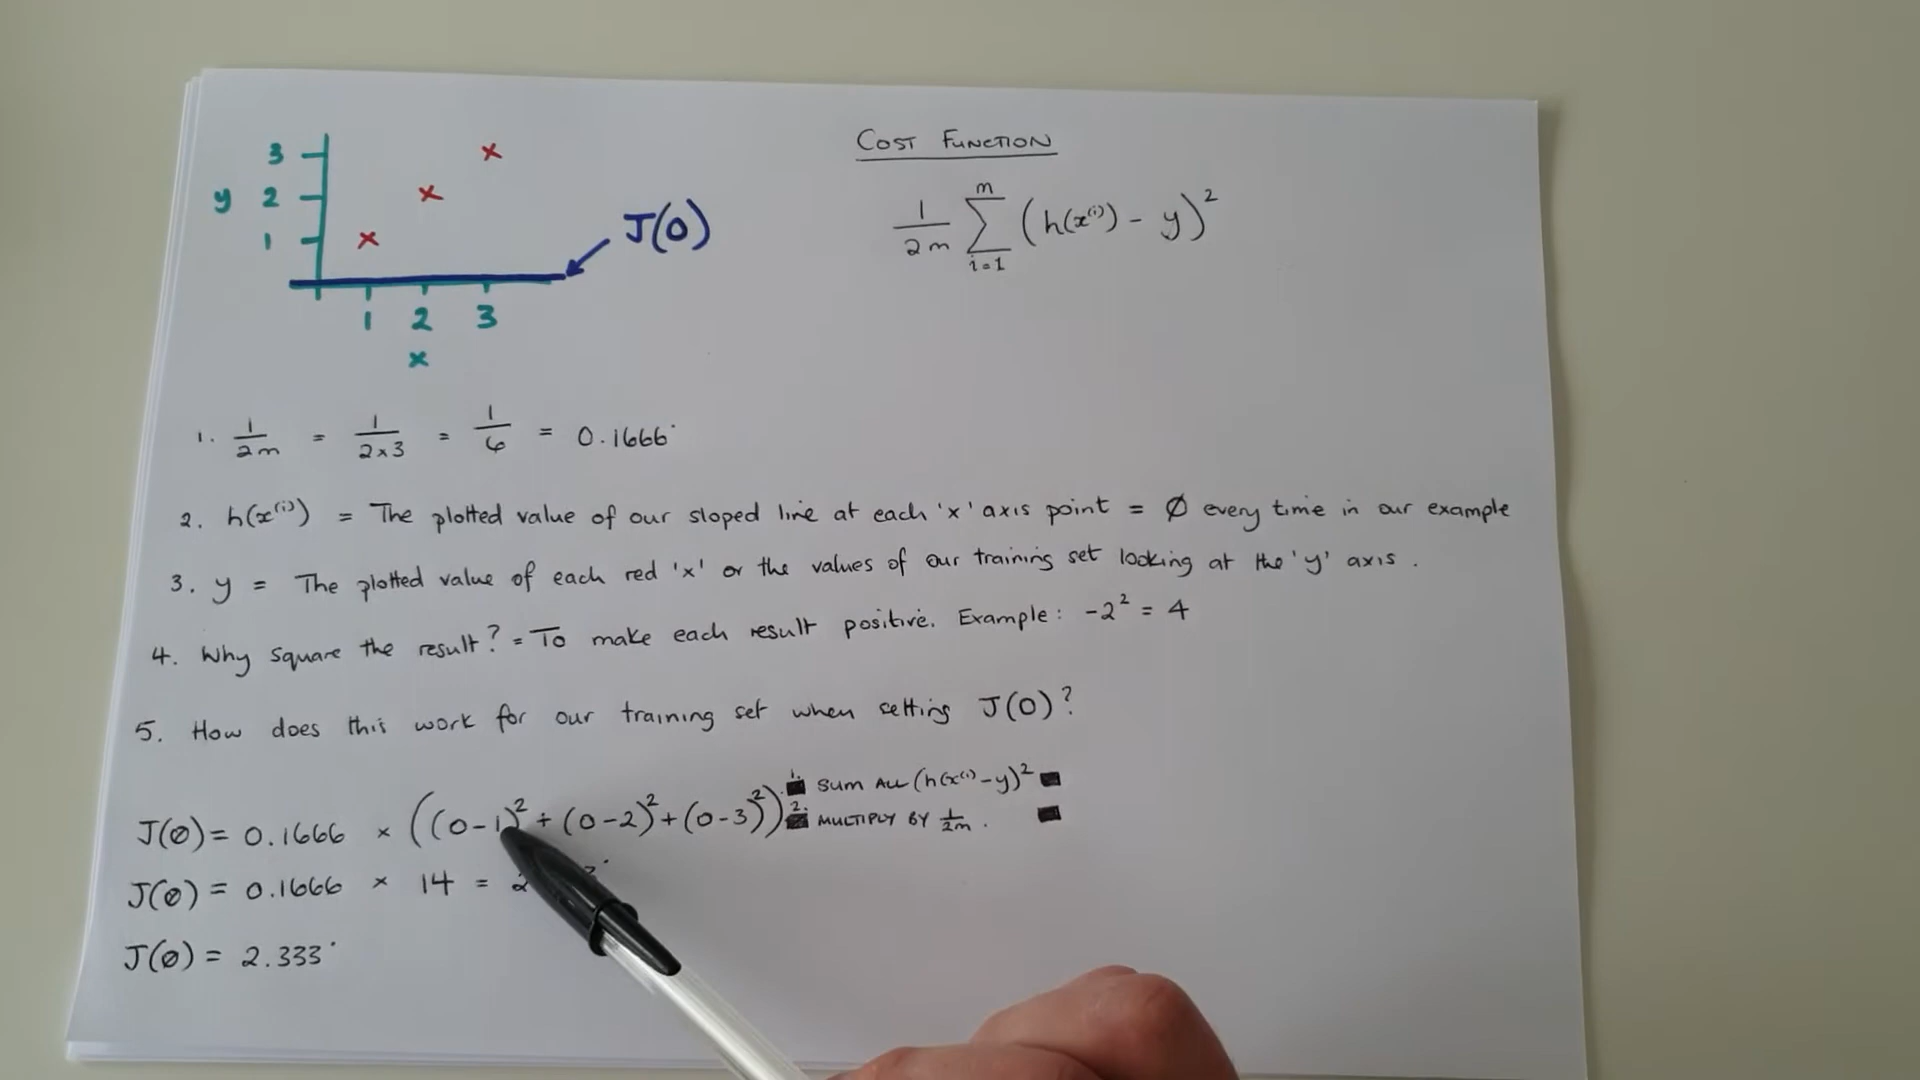 3
y 2
1
J(0)
1 2 3
x
COST FUNCTION
1/2m m Σ i=1 (h(x⁽ⁱ⁾) - y)²
1. 1/2m = 1/2x3 = 1/6 = 0.1666˙
2. h(x⁽ⁱ⁾) = The plotted value of our sloped line at each 'x' axis point = Ø every time in our example
3. y = The plotted value of each red 'x' or the values of our training set looking at the 'y' axis.
4. Why square the result? = To make each result positive. Example: -2² = 4
5. How does this work for our training set when setting J(0)?
J(Ø) = 0.1666 × ((0-1)² + (0-2)² + (0-3)²)
1. SUM ALL (h(x⁽ⁱ⁾-y)²
2. MULTIPLY BY 1/2m.
J(Ø) = 0.1666 × 14 =
J(Ø) = 2.333˙